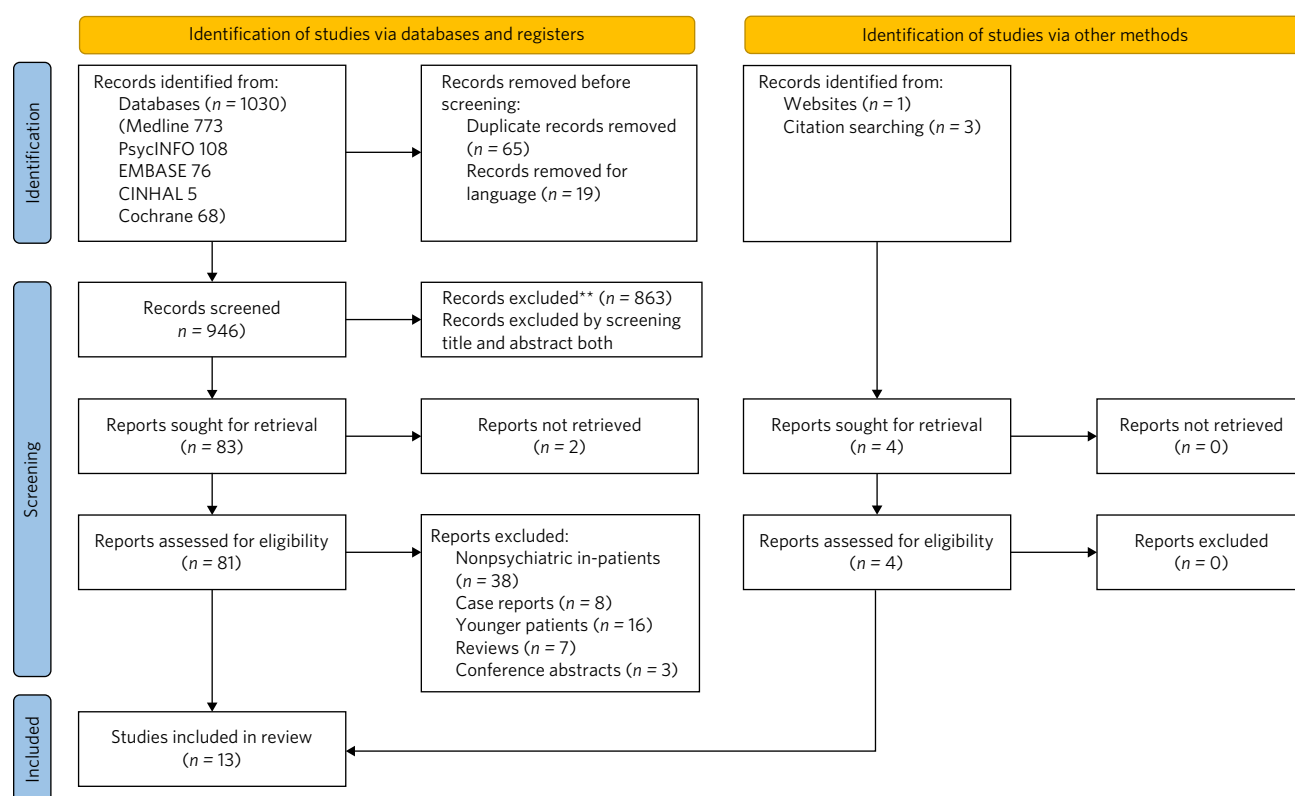 Identification of studies via databases and registers
Identification of studies via other methods
Identification
Records identified from:
Databases (n = 1030)
(Medline 773
PsycINFO 108
EMBASE 76
CINHAL 5
Cochrane 68)
Records removed before
screening:
Duplicate records removed
(n = 65)
Records removed for
language (n = 19)
Records identified from:
Websites (n = 1)
Citation searching (n = 3)
Screening
Records screened
n = 946)
Records excluded** (n = 863)
Records excluded by screening
title and abstract both
Reports sought for retrieval
(n = 83)
Reports not retrieved
(n = 2)
Reports sought for retrieval
(n = 4)
Reports not retrieved
(n = 0)
Reports assessed for eligibility
(n = 81)
Reports excluded:
Nonpsychiatric in-patients
(n = 38)
Case reports (n = 8)
Younger patients (n = 16)
Reviews (n = 7)
Conference abstracts (n = 3)
Reports assessed for eligibility
(n = 4)
Reports excluded
(n = 0)
Included
Studies included in review
(n = 13)